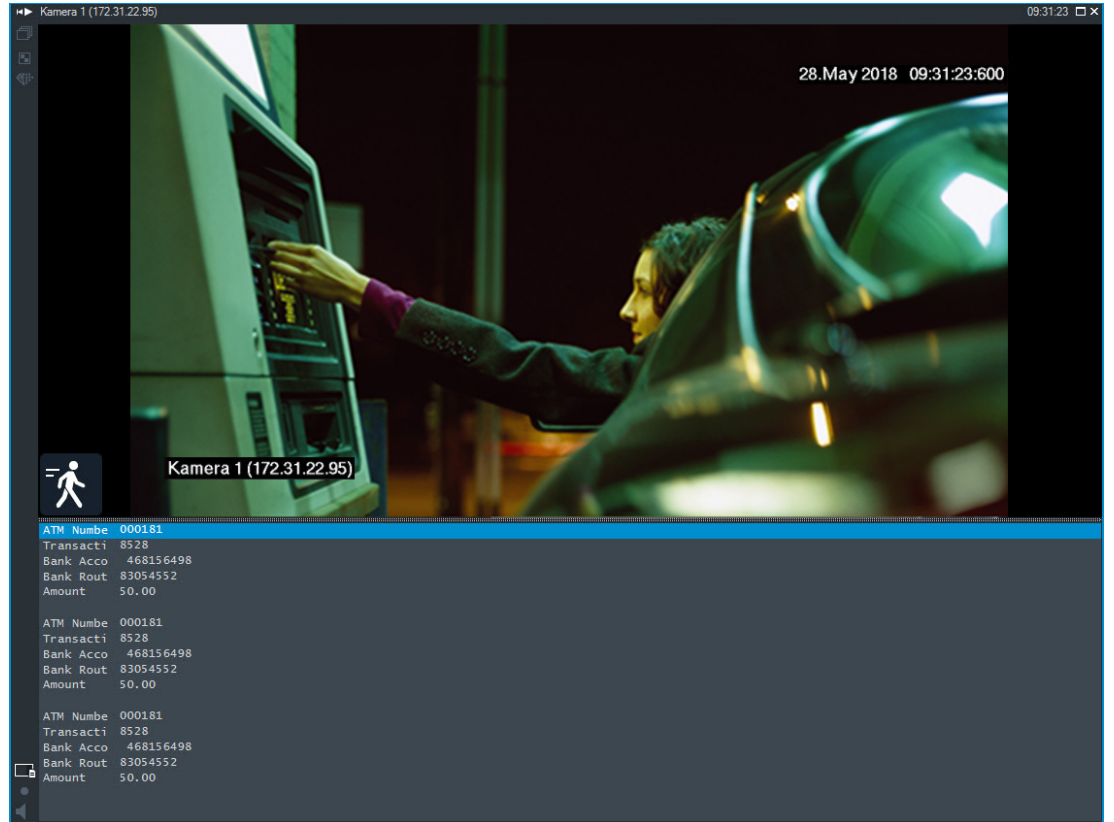 Kamera 1 (172.31.22.95)
09:31:23
28.May 2018 09:31:23:600
Kamera 1 (172.31.22.95)
ATM Numbe 000181
Transacti 8528
Bank Acco 468156498
Bank Rout 83054552
Amount 50.00
ATM Numbe 000181
Transacti 8528
Bank Acco 468156498
Bank Rout 83054552
Amount 50.00
ATM Numbe 000181
Transacti 8528
Bank Acco 468156498
Bank Rout 83054552
Amount 50.00